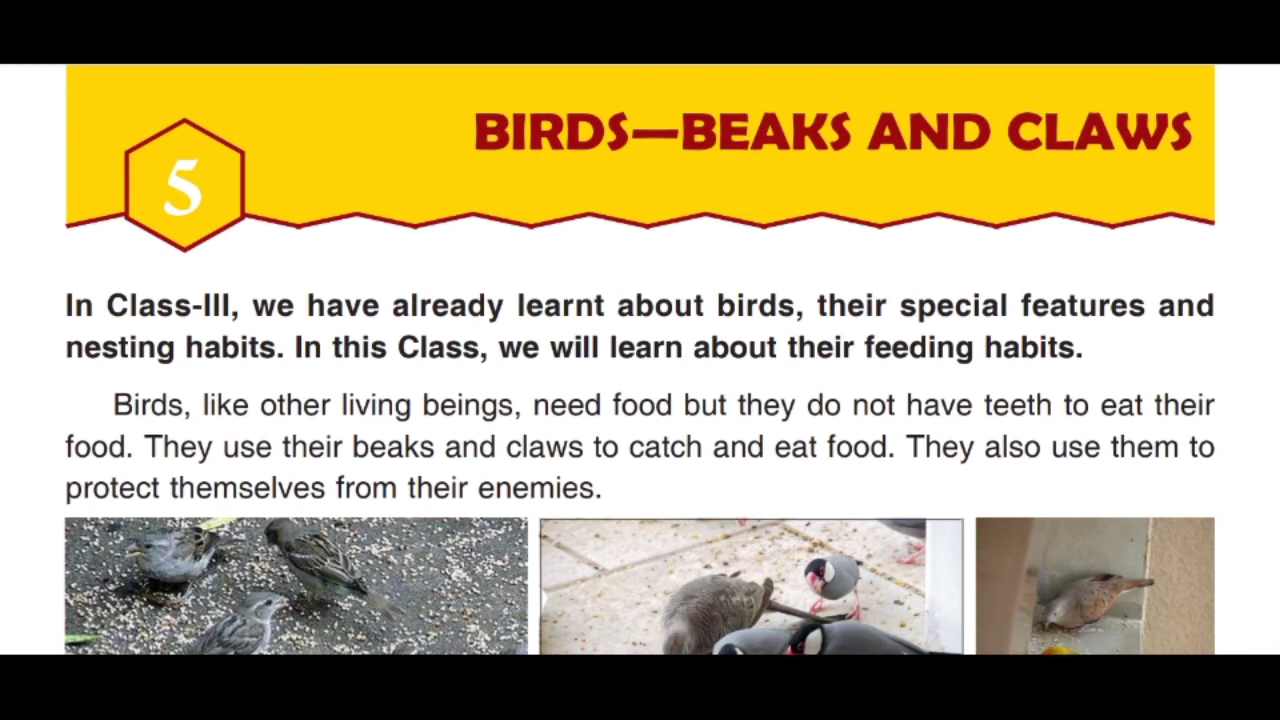 BIRDS—BEAKS AND CLAWS
5
In Class-III, we have already learnt about birds, their special features and
nesting habits. In this Class, we will learn about their feeding habits.
Birds, like other living beings, need food but they do not have teeth to eat their
food. They use their beaks and claws to catch and eat food. They also use them to
protect themselves from their enemies.